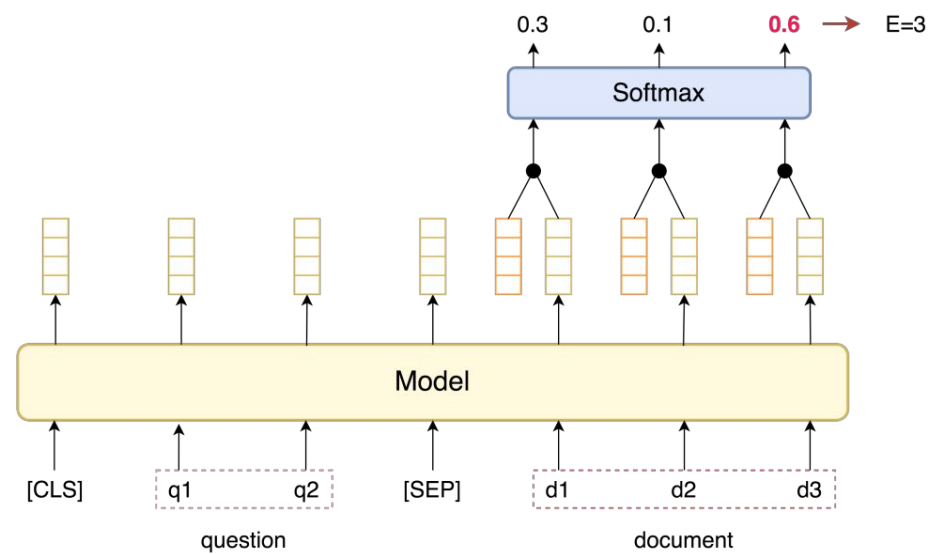 0.3 0.1 0.6 E=3
Softmax
Model
[CLS] q1 q2 [SEP] d1 d2 d3
question document